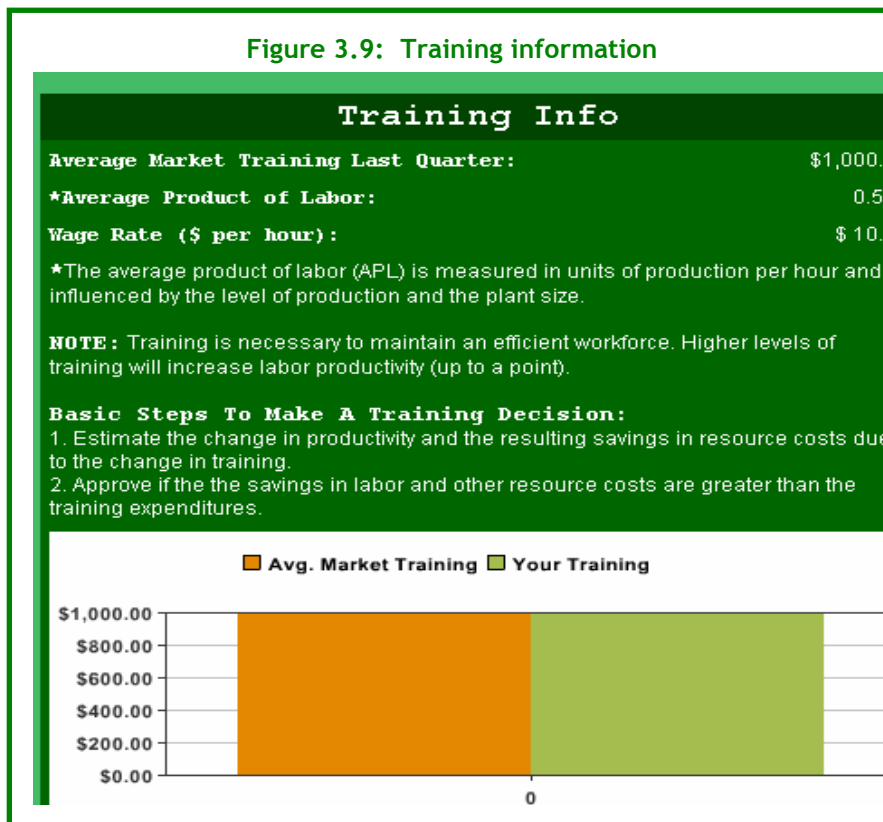 Figure 3.9: Training information
Training Info
Average Market Training Last Quarter: $1,000.
*Average Product of Labor: 0.5
Wage Rate ($ per hour): $ 10.
*The average product of labor (APL) is measured in units of production per hour and
influenced by the level of production and the plant size.
NOTE: Training is necessary to maintain an efficient workforce. Higher levels of
training will increase labor productivity (up to a point).
Basic Steps To Make A Training Decision:
1. Estimate the change in productivity and the resulting savings in resource costs due
to the change in training.
2. Approve if the the savings in labor and other resource costs are greater than the
training expenditures.
Avg. Market Training Your Training
$1,000.00
$800.00
$600.00
$400.00
$200.00
$0.00
0